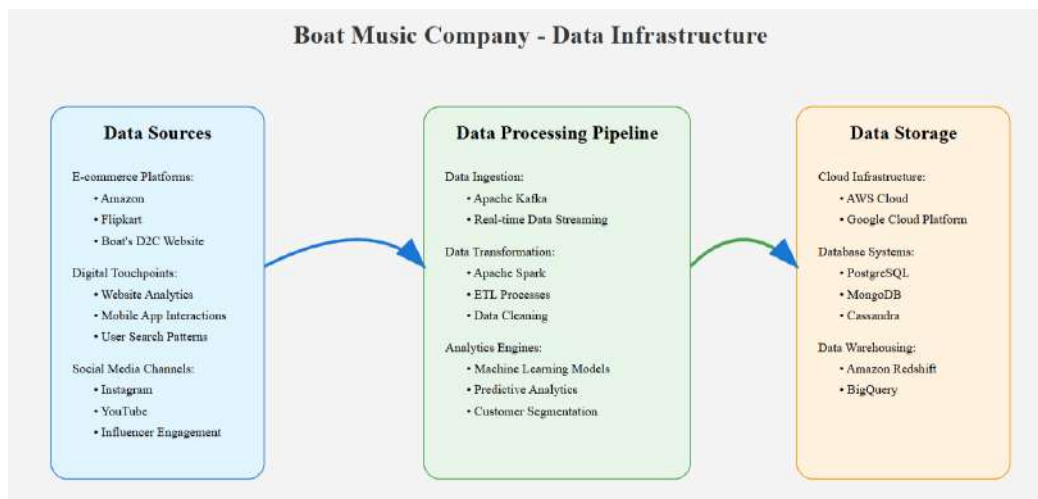 Boat Music Company - Data Infrastructure
Data Sources
E-commerce Platforms:
• Amazon
• Flipkart
• Boat's D2C Website
Digital Touchpoints:
• Website Analytics
• Mobile App Interactions
• User Search Patterns
Social Media Channels:
• Instagram
• YouTube
• Influencer Engagement
Data Processing Pipeline
Data Ingestion:
• Apache Kafka
• Real-time Data Streaming
Data Transformation:
• Apache Spark
• ETL Processes
• Data Cleaning
Analytics Engines:
• Machine Learning Models
• Predictive Analytics
• Customer Segmentation
Data Storage
Cloud Infrastructure:
• AWS Cloud
• Google Cloud Platform
Database Systems:
• PostgreSQL
• MongoDB
• Cassandra
Data Warehousing:
• Amazon Redshift
• BigQuery